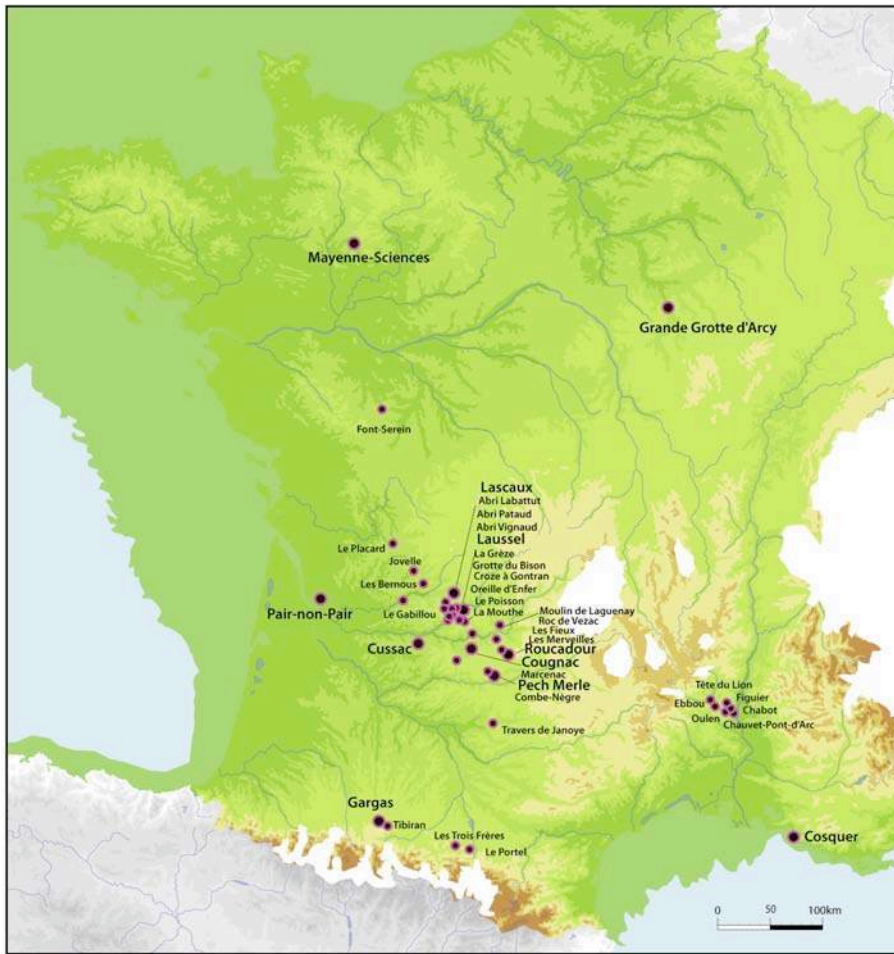 Mayenne-Sciences
Grande Grotte d'Arcy
Font-Serein
Lascaux
Abri Labattut
Abri Pataud
Abri Vignaud
Laussel
La Grèze
Grotte du Bison
Croze à Gontran
Oreille d'Enfer
Le Poisson
La Mouthe
Le Placard
Jovelle
Les Bernous
Pair-non-Pair
Le Gabillou
Moulin de Laguenay
Roc de Vezac
Les Fieux
Les Merveilles
Roucadour
Cussac
Cougnac
Marcenac
Pech Merle
Combe-Nègre
Tête du Lion
Ebbou
Figuier
Chabot
Oulen
Chauvet-Pont-d'Arc
Travers de Janoye
Gargas
Tibiran
Les Trois Frères
Le Portel
Cosquer
0 50 100km